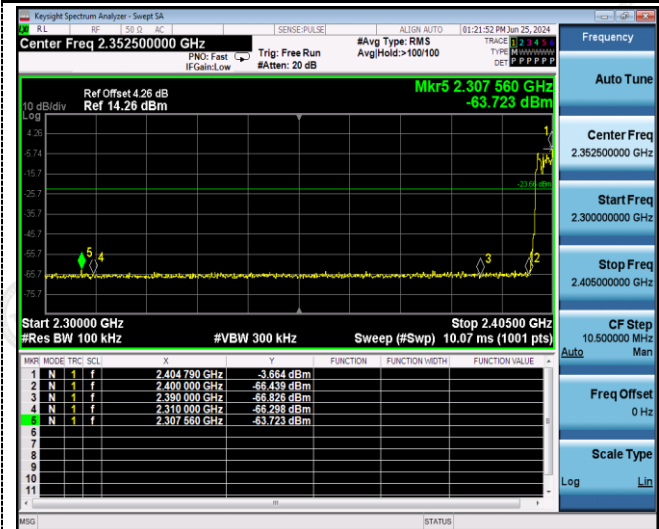 Keysight Spectrum Analyzer - Swept SA
RL RF 50 Ω AC SENSE:PULSE ALIGN AUTO 01:21:52 PM Jun 25, 2024
Center Freq 2.352500000 GHz #Avg Type: RMS TRACE 1 2 3 4 5 6
PNO: Fast Trig: Free Run Avg|Hold:>100/100 TYPE M W W W W W
IFGain:Low #Atten: 20 dB DET P P P P P P
Mkr5 2.307 560 GHz
Ref Offset 4.26 dB
10 dB/div Ref 14.26 dBm -63.723 dBm
Log
4.26
-5.74
-15.7
-25.7
-35.7
-45.7
-55.7
-65.7
-75.7
1
-23.66 dBm
5 4 3 2
Start 2.30000 GHz Stop 2.40500 GHz
#Res BW 100 kHz #VBW 300 kHz Sweep (#Swp) 10.07 ms (1001 pts)
MKR MODE TRC SCL X Y FUNCTION FUNCTION WIDTH FUNCTION VALUE
1 N 1 f 2.404 790 GHz -3.664 dBm
2 N 1 f 2.400 000 GHz -66.439 dBm
3 N 1 f 2.390 000 GHz -66.826 dBm
4 N 1 f 2.310 000 GHz -66.298 dBm
5 N 1 f 2.307 560 GHz -63.723 dBm
6
7
8
9
10
11
MSG STATUS
Frequency
Auto Tune
Center Freq
2.352500000 GHz
Start Freq
2.300000000 GHz
Stop Freq
2.405000000 GHz
CF Step
10.500000 MHz
Auto Man
Freq Offset
0 Hz
Scale Type
Log Lin